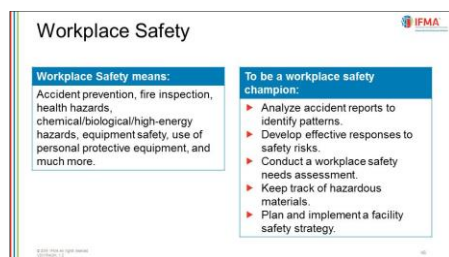 IFMA
Workplace Safety
Workplace Safety means:
Accident prevention, fire inspection,
health hazards,
chemical/biological/high-energy
hazards, equipment safety, use of
personal protective equipment, and
much more.
To be a workplace safety
champion:
Analyze accident reports to
identify patterns.
Develop effective responses to
safety risks.
Conduct a workplace safety
needs assessment.
Keep track of hazardous
materials.
Plan and implement a facility
safety strategy.